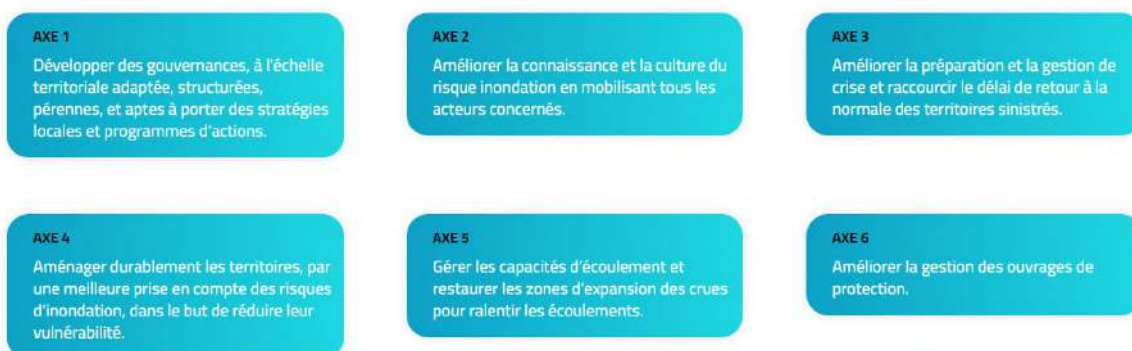 AXE 1
Développer des gouvernances, à l'échelle
territoriale adaptée, structurées,
pérennes, et aptes à porter des stratégies
locales et programmes d'actions.
AXE 2
Améliorer la connaissance et la culture du
risque inondation en mobilisant tous les
acteurs concernés.
AXE 3
Améliorer la préparation et la gestion de
crise et raccourcir le délai de retour à la
normale des territoires sinistrés.
AXE 4
Aménager durablement les territoires, par
une meilleure prise en compte des risques
d'inondation, dans le but de réduire leur
vulnérabilité.
AXE 5
Gérer les capacités d'écoulement et
restaurer les zones d'expansion des crues
pour ralentir les écoulements.
AXE 6
Améliorer la gestion des ouvrages de
protection.